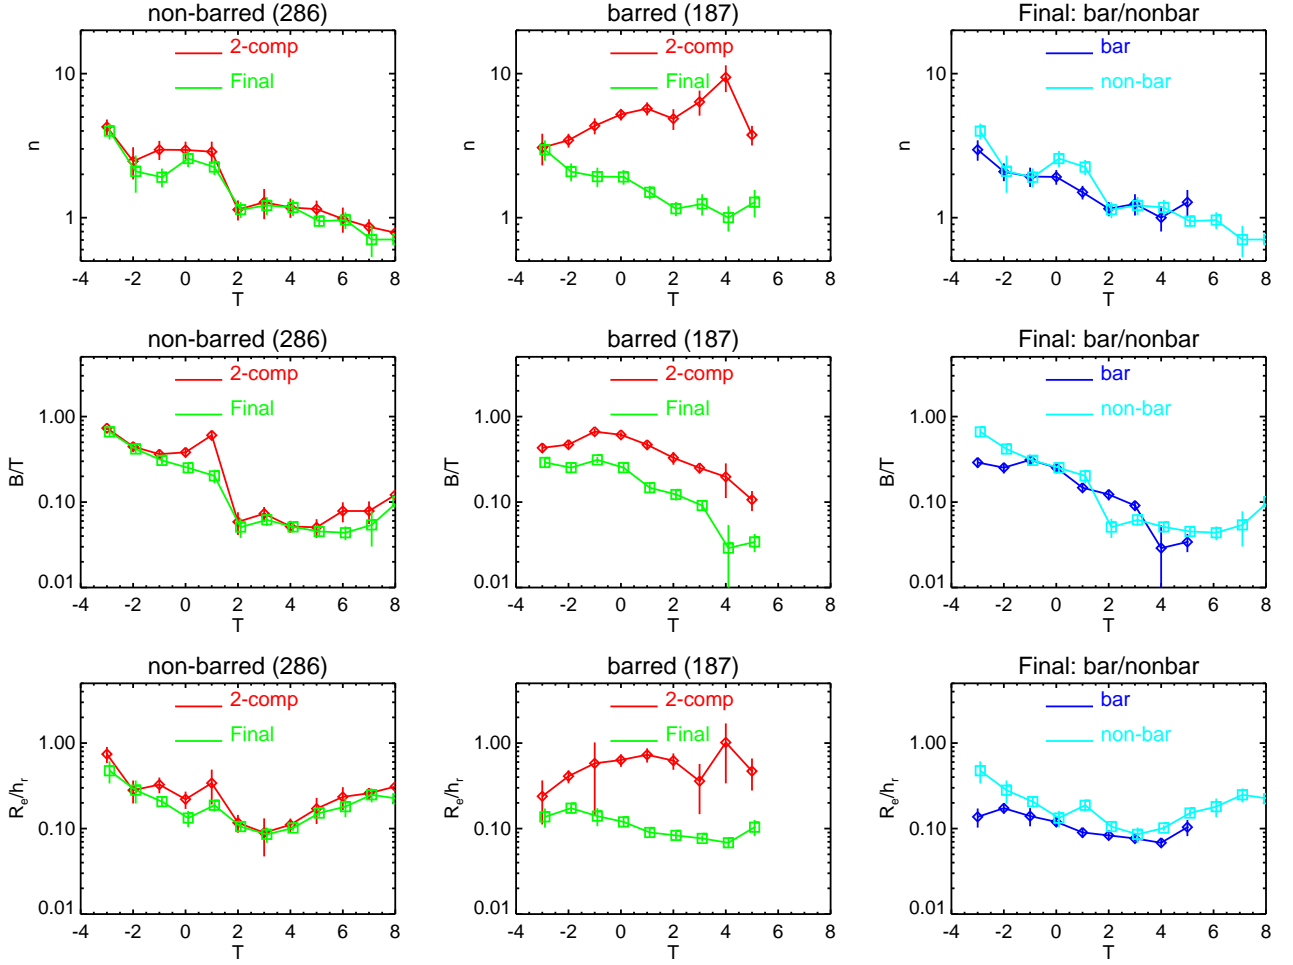 non-barred (286)
barred (187)
Final: bar/nonbar
2-comp
Final
2-comp
Final
bar
non-bar
10
1
n
-4 -2 0 2 4 6 8
T
10
1
n
-4 -2 0 2 4 6 8
T
10
1
n
-4 -2 0 2 4 6 8
T
non-barred (286)
barred (187)
Final: bar/nonbar
2-comp
Final
2-comp
Final
bar
non-bar
1.00
0.10
0.01
B/T
-4 -2 0 2 4 6 8
T
1.00
0.10
0.01
B/T
-4 -2 0 2 4 6 8
T
1.00
0.10
0.01
B/T
-4 -2 0 2 4 6 8
T
non-barred (286)
barred (187)
Final: bar/nonbar
2-comp
Final
2-comp
Final
bar
non-bar
1.00
0.10
0.01
R_e/h_r
-4 -2 0 2 4 6 8
T
1.00
0.10
0.01
R_e/h_r
-4 -2 0 2 4 6 8
T
1.00
0.10
0.01
R_e/h_r
-4 -2 0 2 4 6 8
T